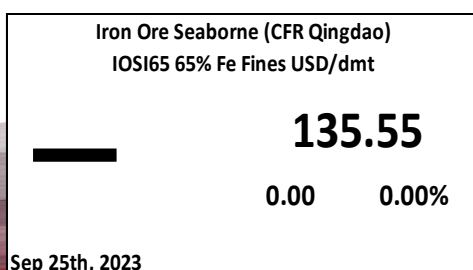 Iron Ore Seaborne (CFR Qingdao)
IOSI65 65% Fe Fines USD/dmt
135.55
0.00 0.00%
Sep 25th, 2023